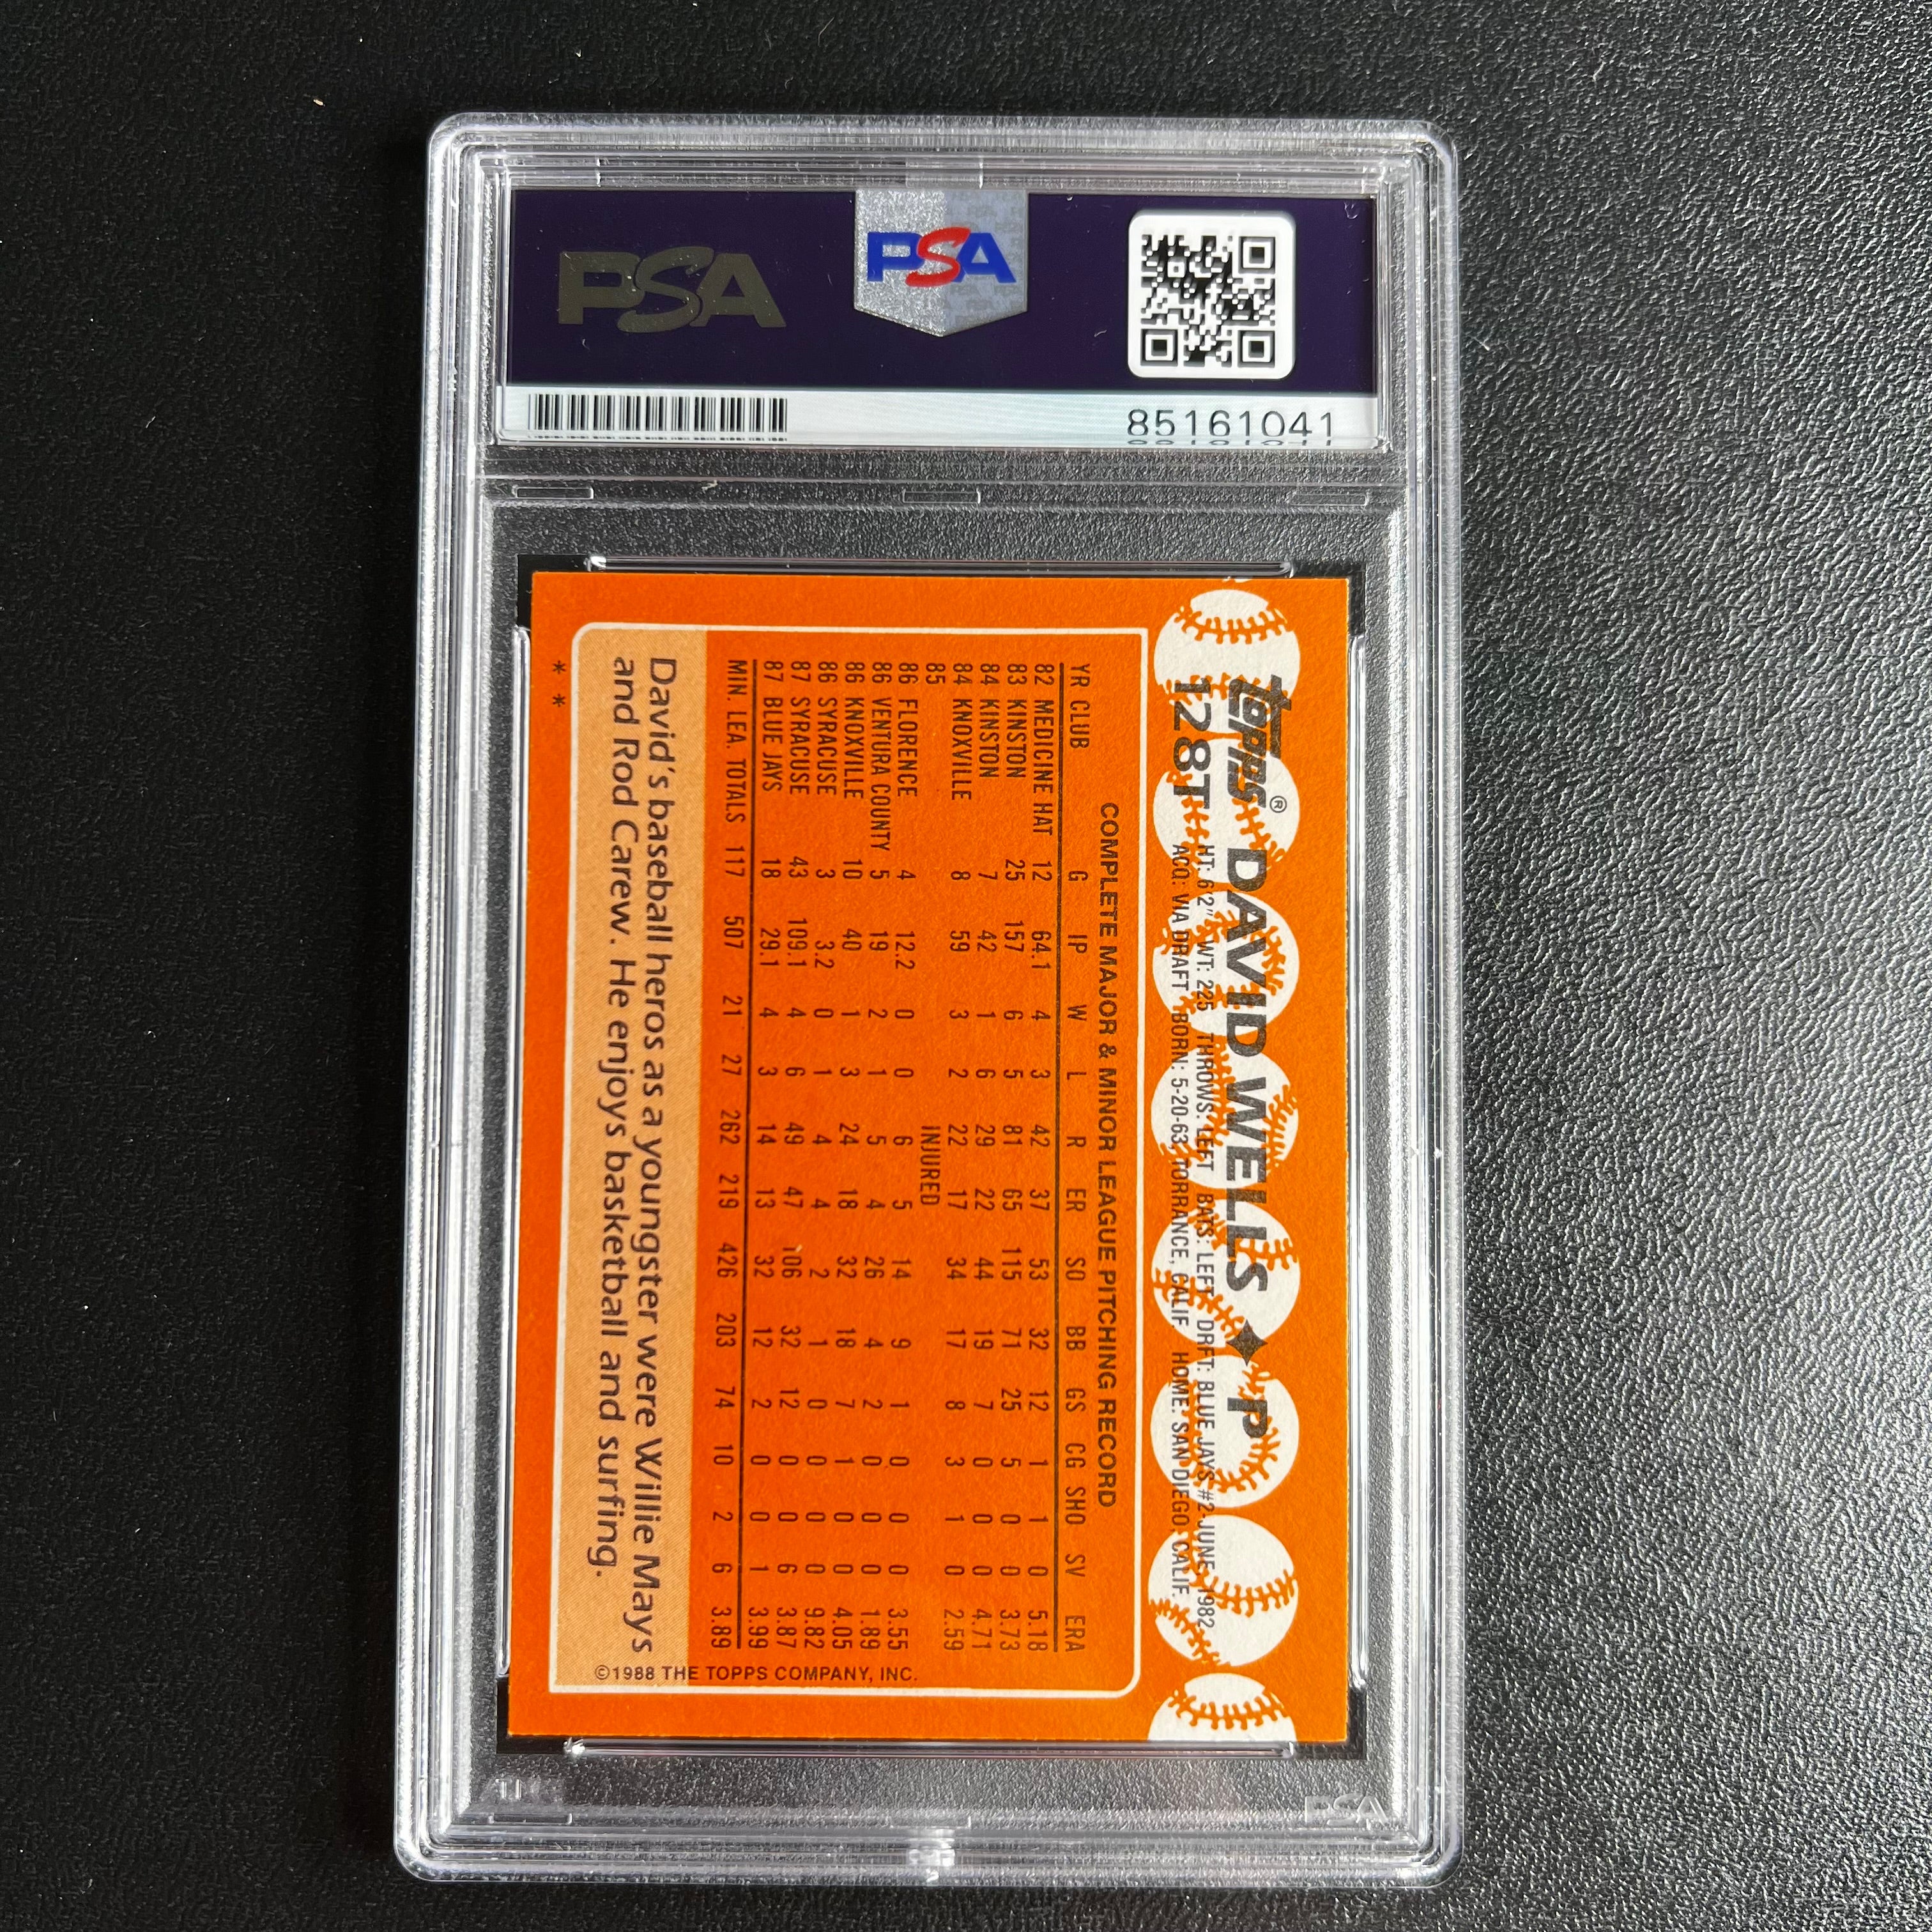 PSA
PSA
85161041
topps® DAVID WELLS ✦ P
128T HT: 6'2" WT: 225 THROWS: LEFT BATS: LEFT DRFT: BLUE JAYS #2-JUNE, 1982
ACQ: VIA DRAFT BORN: 5-20-63, TORRANCE, CALIF. HOME: SAN DIEGO, CALIF.
COMPLETE MAJOR & MINOR LEAGUE PITCHING RECORD
YR CLUB G IP W L R ER SO BB GS CG SHO SV ERA
82 MEDICINE HAT 12 64.1 4 3 42 37 53 32 12 1 1 0 5.18
83 KINSTON 25 157 6 5 81 65 115 71 25 5 0 0 3.73
84 KINSTON 7 42 1 6 29 22 44 19 7 0 0 0 4.71
84 KNOXVILLE 8 59 3 2 22 17 34 17 8 3 1 0 2.59
85 INJURED
86 FLORENCE 4 12.2 0 0 6 5 14 9 1 0 0 0 3.55
86 VENTURA COUNTY 5 19 2 1 5 4 26 4 2 0 0 0 1.89
86 KNOXVILLE 10 40 1 3 24 18 32 18 7 1 0 0 4.05
86 SYRACUSE 3 3.2 0 1 4 4 2 1 0 0 0 0 9.82
87 SYRACUSE 43 109.1 4 6 49 47 106 32 12 0 0 6 3.87
87 BLUE JAYS 18 29.1 4 3 14 13 32 12 2 0 0 1 3.99
MIN. LEA. TOTALS 117 507 21 27 262 219 426 203 74 10 2 6 3.89
David's baseball heros as a youngster were Willie Mays
and Rod Carew. He enjoys basketball and surfing.
©1988 THE TOPPS COMPANY, INC.
* *
PSA